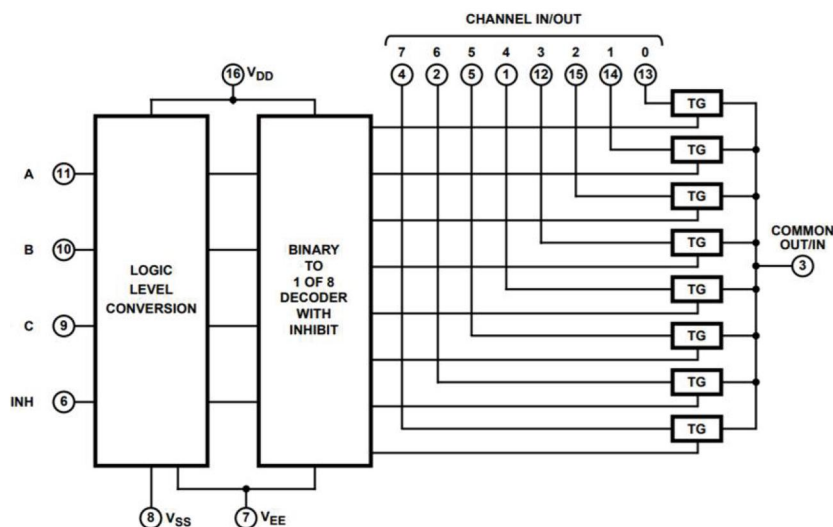 CHANNEL IN/OUT
7 6 5 4 3 2 1 0
4 2 5 1 12 15 14 13
16 VDD
TG
TG
TG
TG
TG
TG
TG
TG
A 11
B 10
C 9
INH 6
LOGIC
LEVEL
CONVERSION
BINARY
TO
1 OF 8
DECODER
WITH
INHIBIT
COMMON
OUT/IN
3
8 VSS
7 VEE